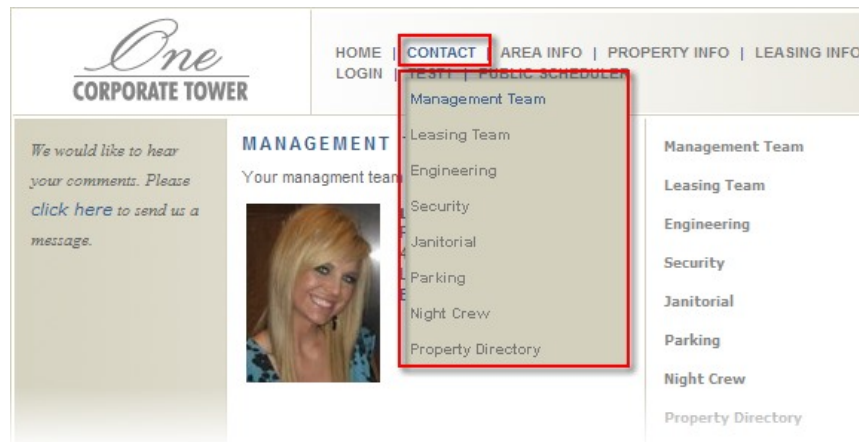 One
CORPORATE TOWER
HOME | CONTACT | AREA INFO | PROPERTY INFO | LEASING INFO
LOGIN | TEST1 | PUBLIC SCHEDULER
Management Team
Leasing Team
Engineering
Security
Janitorial
Parking
Night Crew
Property Directory
We would like to hear
your comments. Please
click here to send us a
message.
MANAGEMENT
Your managment team
Management Team
Leasing Team
Engineering
Security
Janitorial
Parking
Night Crew
Property Directory